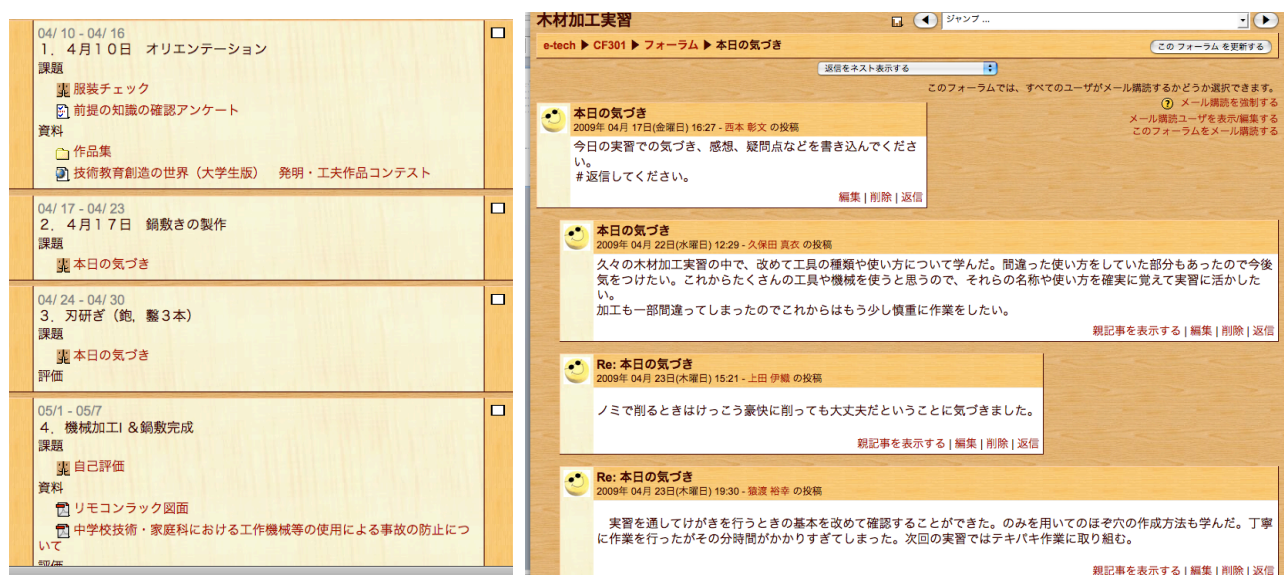 04/ 10 - 04/ 16
1．4月10日　オリエンテーション
課題
服装チェック
前提の知識の確認アンケート
資料
作品集
技術教育創造の世界（大学生版）　発明・工夫作品コンテスト
04/ 17 - 04/ 23
2．4月17日　鍋敷きの製作
課題
本日の気づき
04/ 24 - 04/ 30
3．刃研ぎ（鉋，鑿3本）
課題
本日の気づき
評価
05/1 - 05/7
4．機械加工I ＆鍋敷完成
課題
自己評価
資料
リモコンラック図面
中学校技術・家庭科における工作機械等の使用による事故の防止につ
いて
評価
木材加工実習
ジャンプ ...
e-tech ▶ CF301 ▶ フォーラム ▶ 本日の気づき
この フォーラム を更新する
返信をネスト表示する
このフォーラムでは、すべてのユーザがメール購読するかどうか選択できます。
メール購読を強制する
メール購読ユーザを表示/編集する
このフォーラムをメール購読する
本日の気づき
2009年 04月 17日(金曜日) 16:27 - 西本 彰文 の投稿
今日の実習での気づき、感想、疑問点などを書き込んでくださ
い。
＃返信してください。
編集 | 削除 | 返信
本日の気づき
2009年 04月 22日(水曜日) 12:29 - 久保田 真衣 の投稿
久々の木材加工実習の中で、改めて工具の種類や使い方について学んだ。間違った使い方をしていた部分もあったので今後
気をつけたい。これからたくさんの工具や機械を使うと思うので、それらの名称や使い方を確実に覚えて実習に活かした
い。
加工も一部間違ってしまったのでこれからはもう少し慎重に作業をしたい。
親記事を表示する | 編集 | 削除 | 返信
Re: 本日の気づき
2009年 04月 23日(木曜日) 15:21 - 上田 伊織 の投稿
ノミで削るときはけっこう豪快に削っても大丈夫だということに気づきました。
親記事を表示する | 編集 | 削除 | 返信
Re: 本日の気づき
2009年 04月 23日(木曜日) 19:30 - 猿渡 裕幸 の投稿
実習を通してけがきを行うときの基本を改めて確認することができた。のみを用いてのほぞ穴の作成方法も学んだ。丁寧
に作業を行ったがその分時間がかかりすぎてしまった。次回の実習ではテキパキ作業に取り組む。
親記事を表示する | 編集 | 削除 | 返信